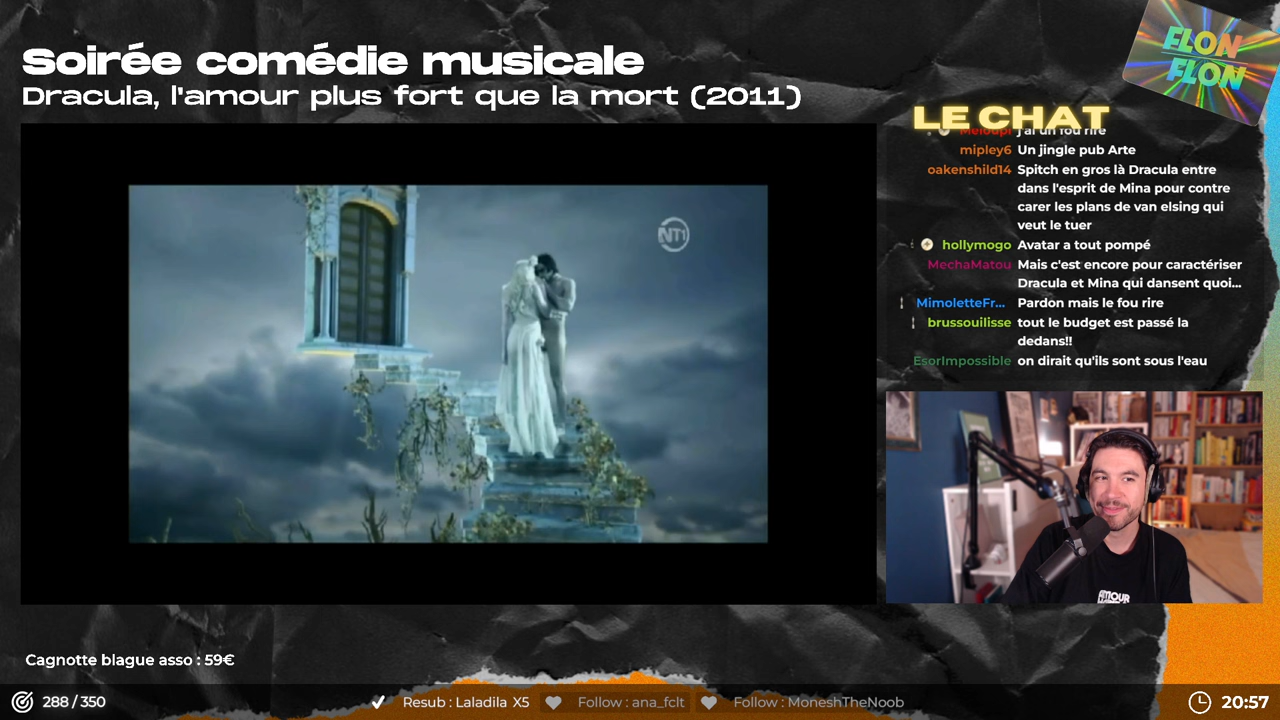 Soirée comédie musicale
Dracula, l'amour plus fort que la mort (2011)
FLON
FLON
LE CHAT
Meloupi j'ai un fou rire
mipley6 Un jingle pub Arte
oakenshild14 Spitch en gros là Dracula entre
dans l'esprit de Mina pour contre
carer les plans de van elsing qui
veut le tuer
hollymogo Avatar a tout pompé
MechaMatou Mais c'est encore pour caractériser
Dracula et Mina qui dansent quoi...
MimoletteFr... Pardon mais le fou rire
brussouilisse tout le budget est passé la
dedans!!
EsorImpossible on dirait qu'ils sont sous l'eau
NT1
Cagnotte blague asso : 59€
288 / 350
Resub : Laladila X5
Follow : ana_fclt
Follow : MoneshTheNoob
20:57